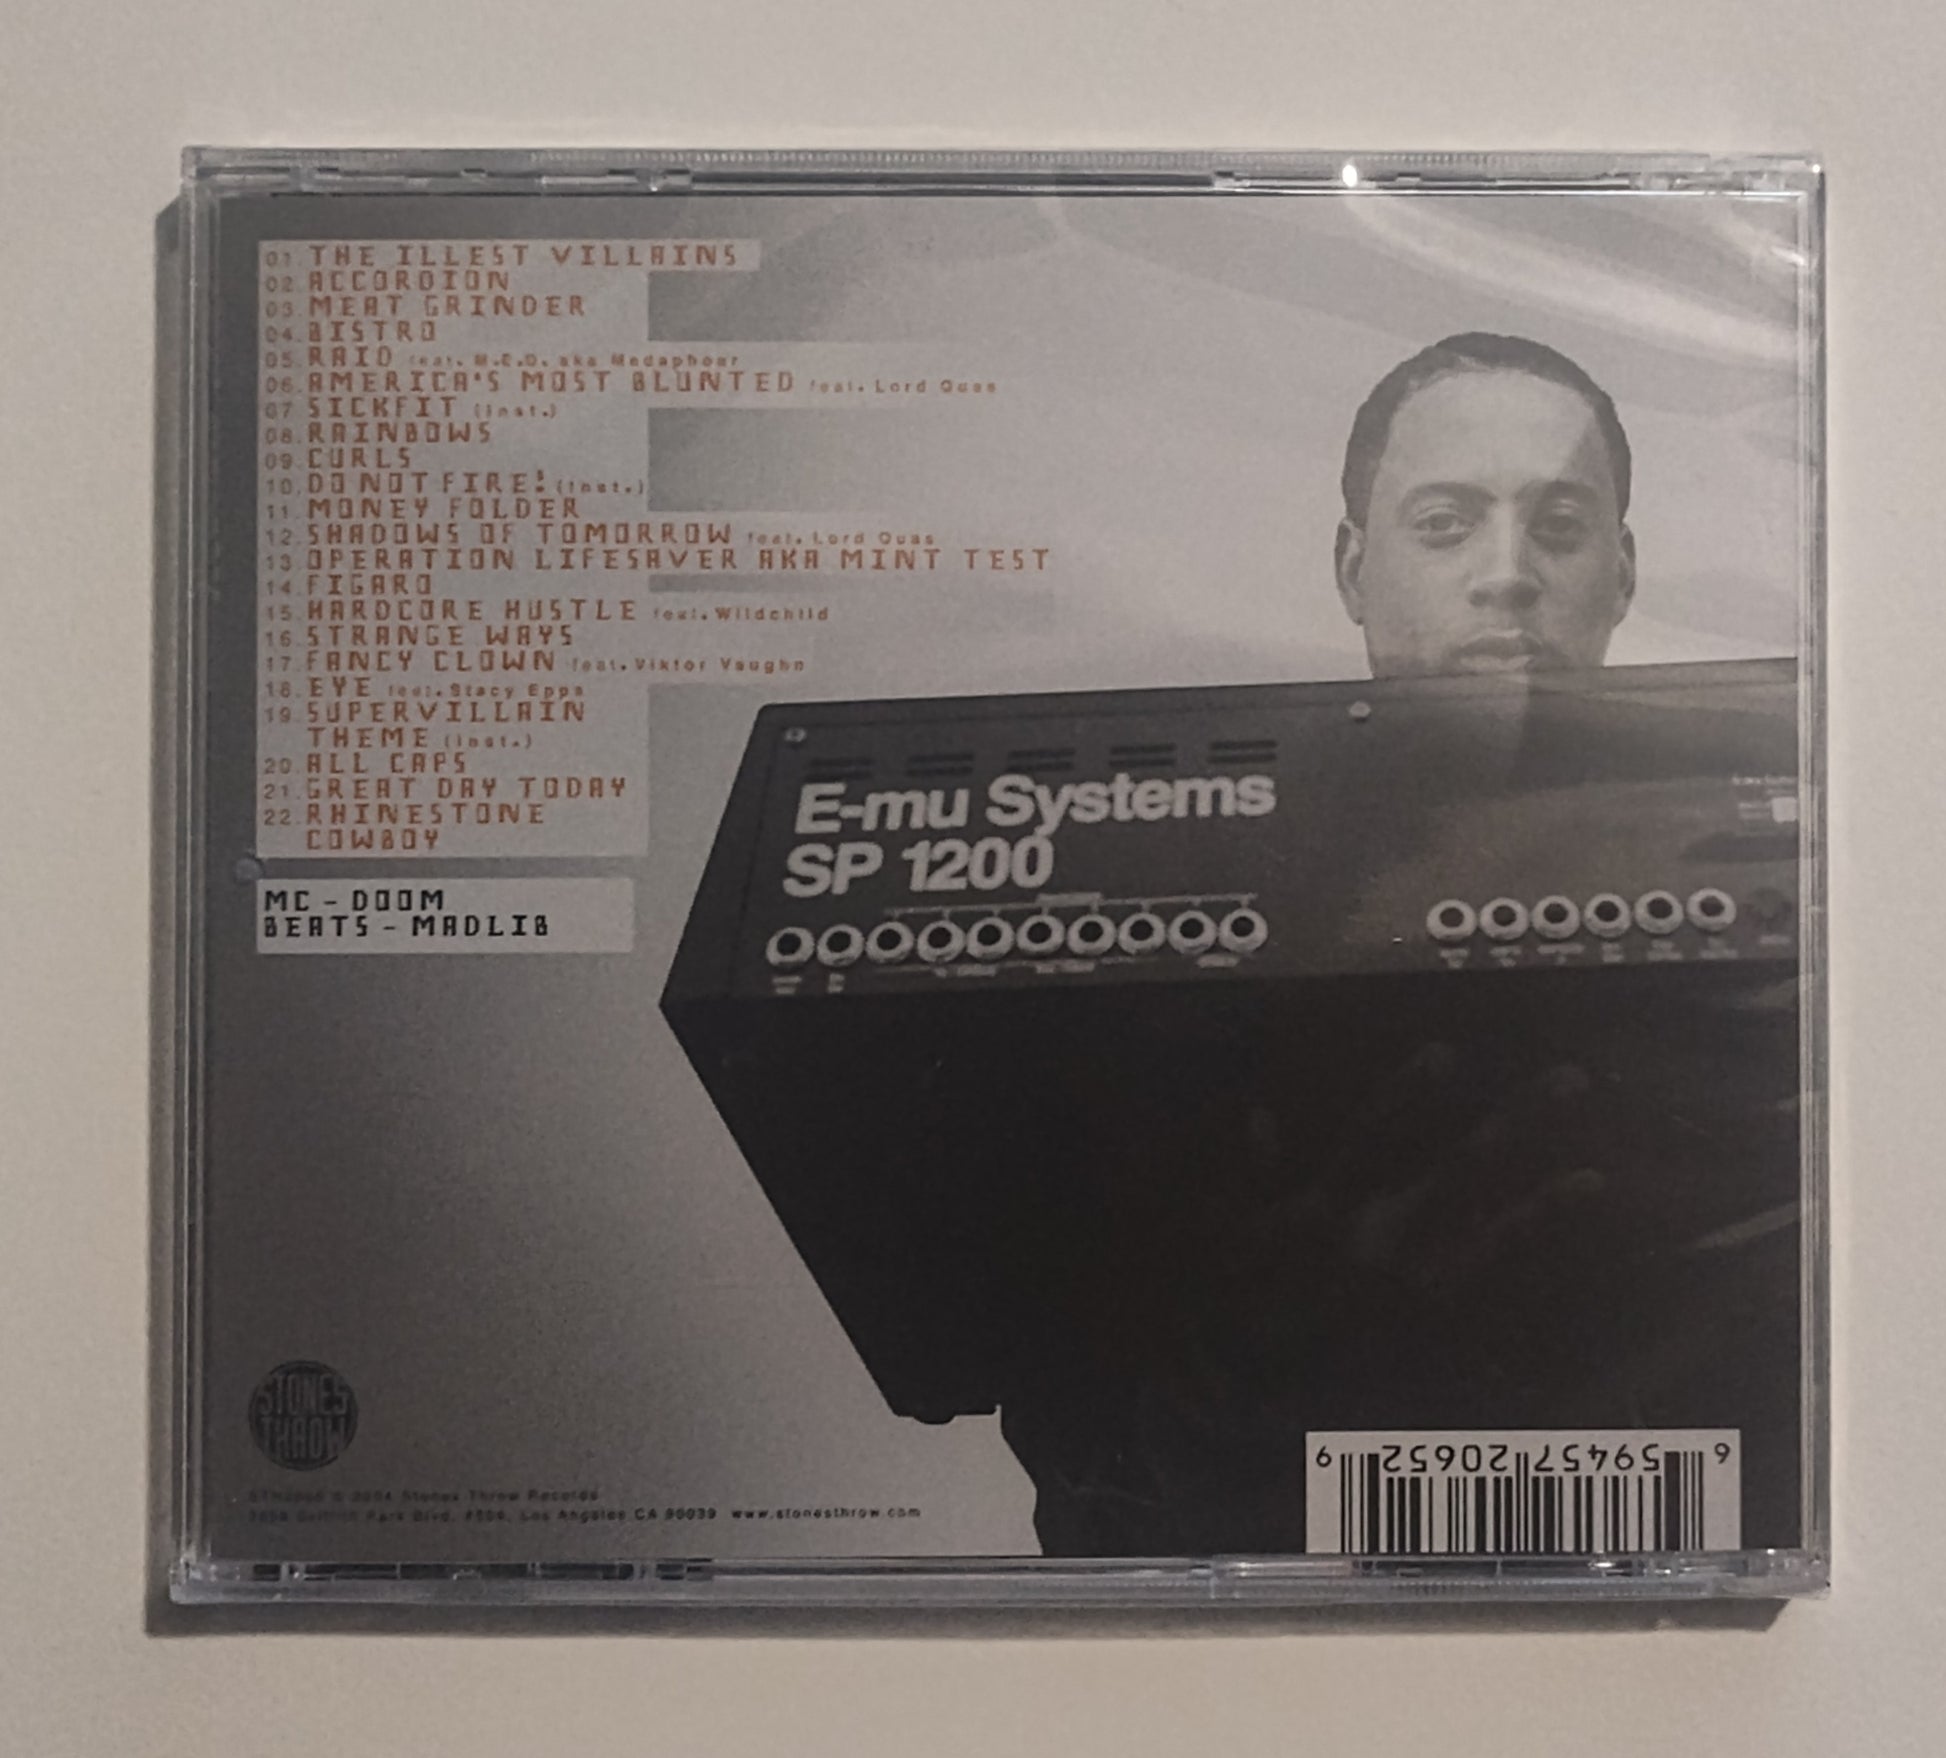 01. THE ILLEST VILLAINS
02. ACCORDION
03. MEAT GRINDER
04. BISTRO
05. RAID feat. M.E.D. aka Medaphoar
06. AMERICA'S MOST BLUNTED feat. Lord Quas
07. SICKFIT (inst.)
08. RAINBOWS
09. CURLS
10. DO NOT FIRE! (inst.)
11. MONEY FOLDER
12. SHADOWS OF TOMORROW feat. Lord Quas
13. OPERATION LIFESAVER AKA MINT TEST
14. FIGARO
15. HARDCORE HUSTLE feat. Wildchild
16. STRANGE WAYS
17. FANCY CLOWN feat. Viktor Vaughn
18. EYE feat. Stacy Epps
19. SUPERVILLAIN
THEME (inst.)
20. ALL CAPS
21. GREAT DAY TODAY
22. RHINESTONE
COWBOY
MC - DOOM
BEATS - MADLIB
E-mu Systems
SP 1200
STONES
THROW
© 2004 Stones Throw Records
Griffith Park Blvd. Los Angeles CA 90039 www.stonesthrow.com
6 59457 20652 9